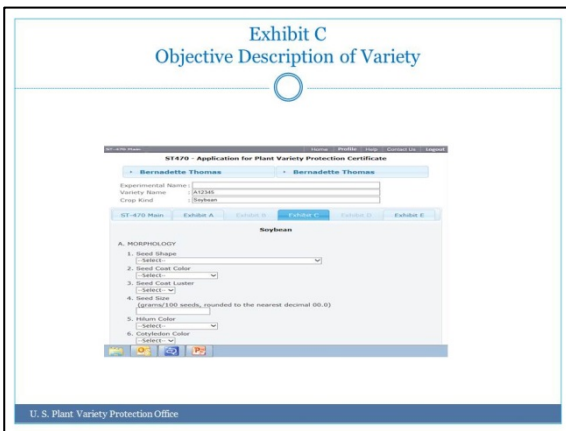 Exhibit C
Objective Description of Variety
ST-470 Main Home Profile Help Contact Us Logout
ST470 - Application for Plant Variety Protection Certificate
Bernadette Thomas Bernadette Thomas
Experimental Name :
Variety Name : A12345
Crop Kind : Soybean
ST-470 Main Exhibit A Exhibit B Exhibit C Exhibit D Exhibit E
Soybean
A. MORPHOLOGY
1. Seed Shape
--Select--
2. Seed Coat Color
--Select--
3. Seed Coat Luster
--Select--
4. Seed Size
(grams/100 seeds, rounded to the nearest decimal 00.0)
5. Hilum Color
--Select--
6. Cotyledon Color
--Select--
U. S. Plant Variety Protection Office